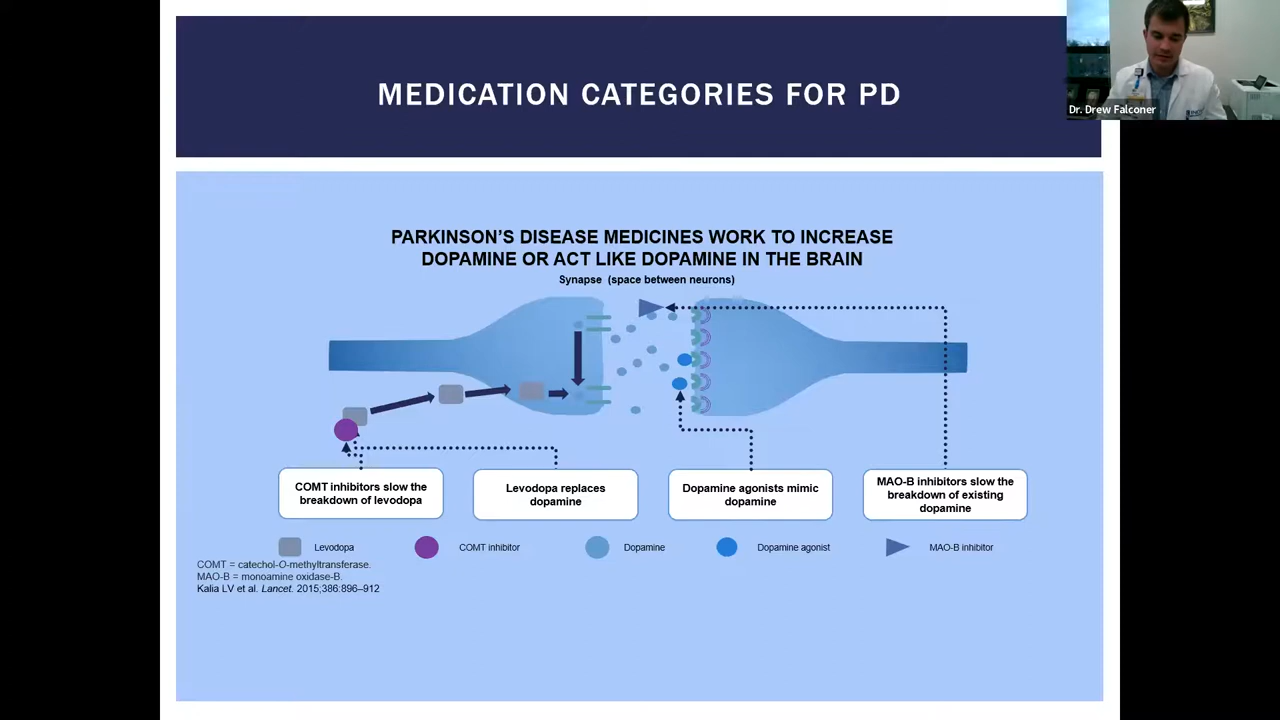 MEDICATION CATEGORIES FOR PD
Dr. Drew Falconer
PARKINSON'S DISEASE MEDICINES WORK TO INCREASE
DOPAMINE OR ACT LIKE DOPAMINE IN THE BRAIN
Synapse (space between neurons)
COMT inhibitors slow the
breakdown of levodopa
Levodopa replaces
dopamine
Dopamine agonists mimic
dopamine
MAO-B inhibitors slow the
breakdown of existing
dopamine
Levodopa
COMT inhibitor
Dopamine
Dopamine agonist
MAO-B inhibitor
COMT = catechol-O-methyltransferase.
MAO-B = monoamine oxidase-B.
Kalia LV et al. Lancet. 2015;386:896–912